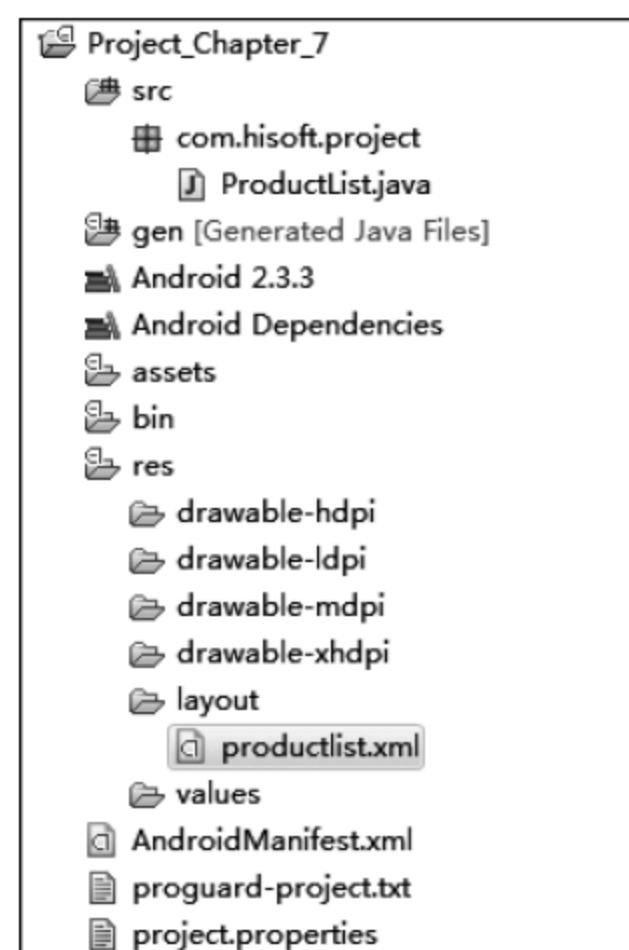 Project_Chapter_7
src
com.hisoft.project
ProductList.java
gen [Generated Java Files]
Android 2.3.3
Android Dependencies
assets
bin
res
drawable-hdpi
drawable-ldpi
drawable-mdpi
drawable-xhdpi
layout
productlist.xml
values
AndroidManifest.xml
proguard-project.txt
project.properties